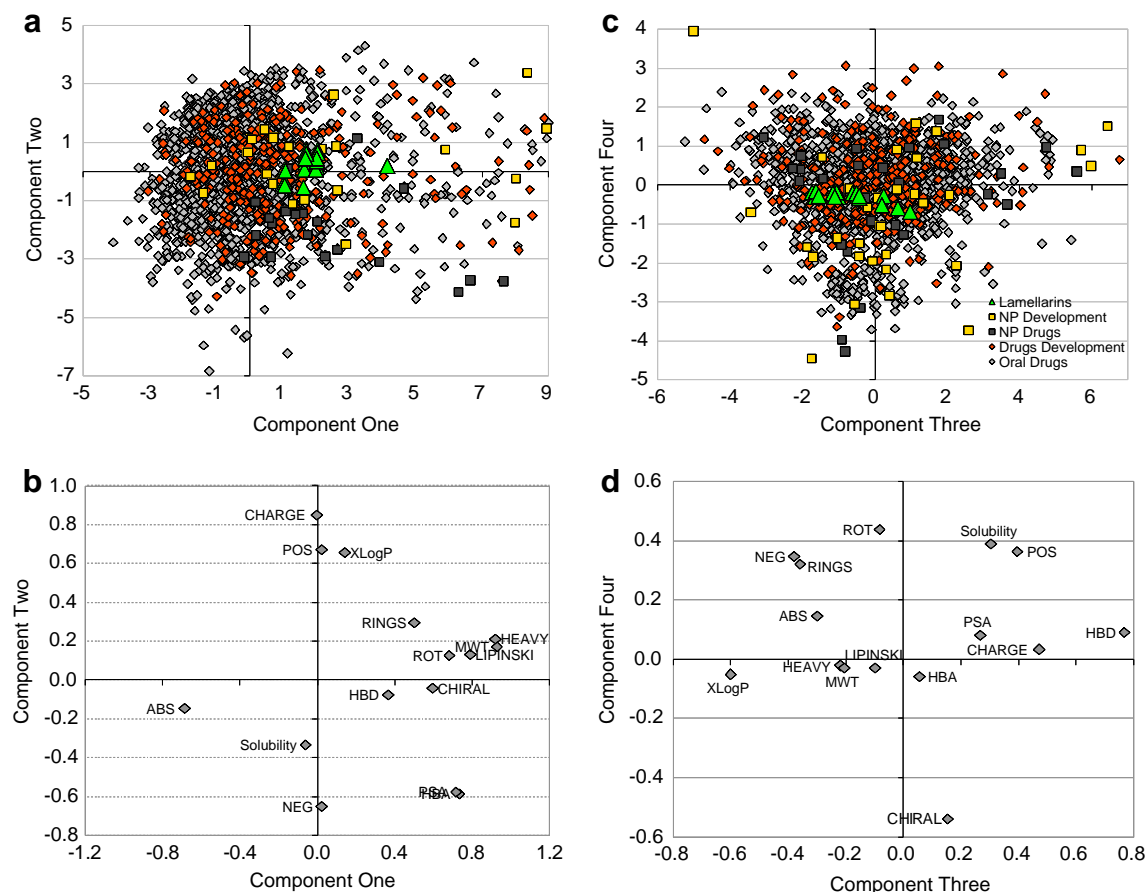 a
5
3
1
-1
-3
-5
-7
-5
-3
-1
1
3
5
7
9
Component Two
Component One
c
4
3
2
1
0
-1
-2
-3
-4
-5
-6
-4
-2
0
2
4
6
Component Four
Component Three
Lamellarins
NP Development
NP Drugs
Drugs Development
Oral Drugs
b
1.0
0.8
0.6
0.4
0.2
0.0
-0.2
-0.4
-0.6
-0.8
-1.2
-0.8
-0.4
0.0
0.4
0.8
1.2
CHARGE
POS
XLogP
RINGS
HEAVY
MWT
ROT
LIPINSKI
HBD
CHIRAL
ABS
Solubility
PSA
HBA
NEG
Component Two
Component One
d
0.6
0.4
0.2
0.0
-0.2
-0.4
-0.6
-0.8
-0.6
-0.4
-0.2
0.0
0.2
0.4
0.6
0.8
ROT
Solubility
NEG
POS
RINGS
ABS
PSA
HBD
CHARGE
LIPINSKI
HEAVY
MWT
HBA
XLogP
CHIRAL
Component Four
Component Three